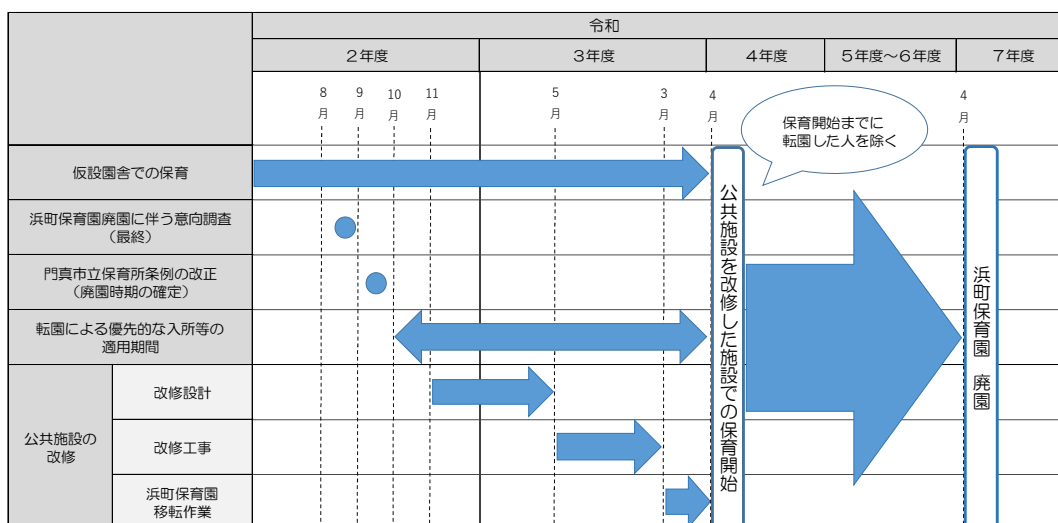 令和
2年度
3年度
4年度
5年度～6年度
7年度
8月
9月
10月
11月
5月
3月
4月
4月
保育開始までに
転園した人を除く
仮設園舎での保育
浜町保育園廃園に伴う意向調査
（最終）
門真市立保育所条例の改正
（廃園時期の確定）
転園による優先的な入所等の
適用期間
公共施設の
改修
改修設計
改修工事
浜町保育園
移転作業
公共施設を改修した施設での保育開始
浜町保育園 廃園